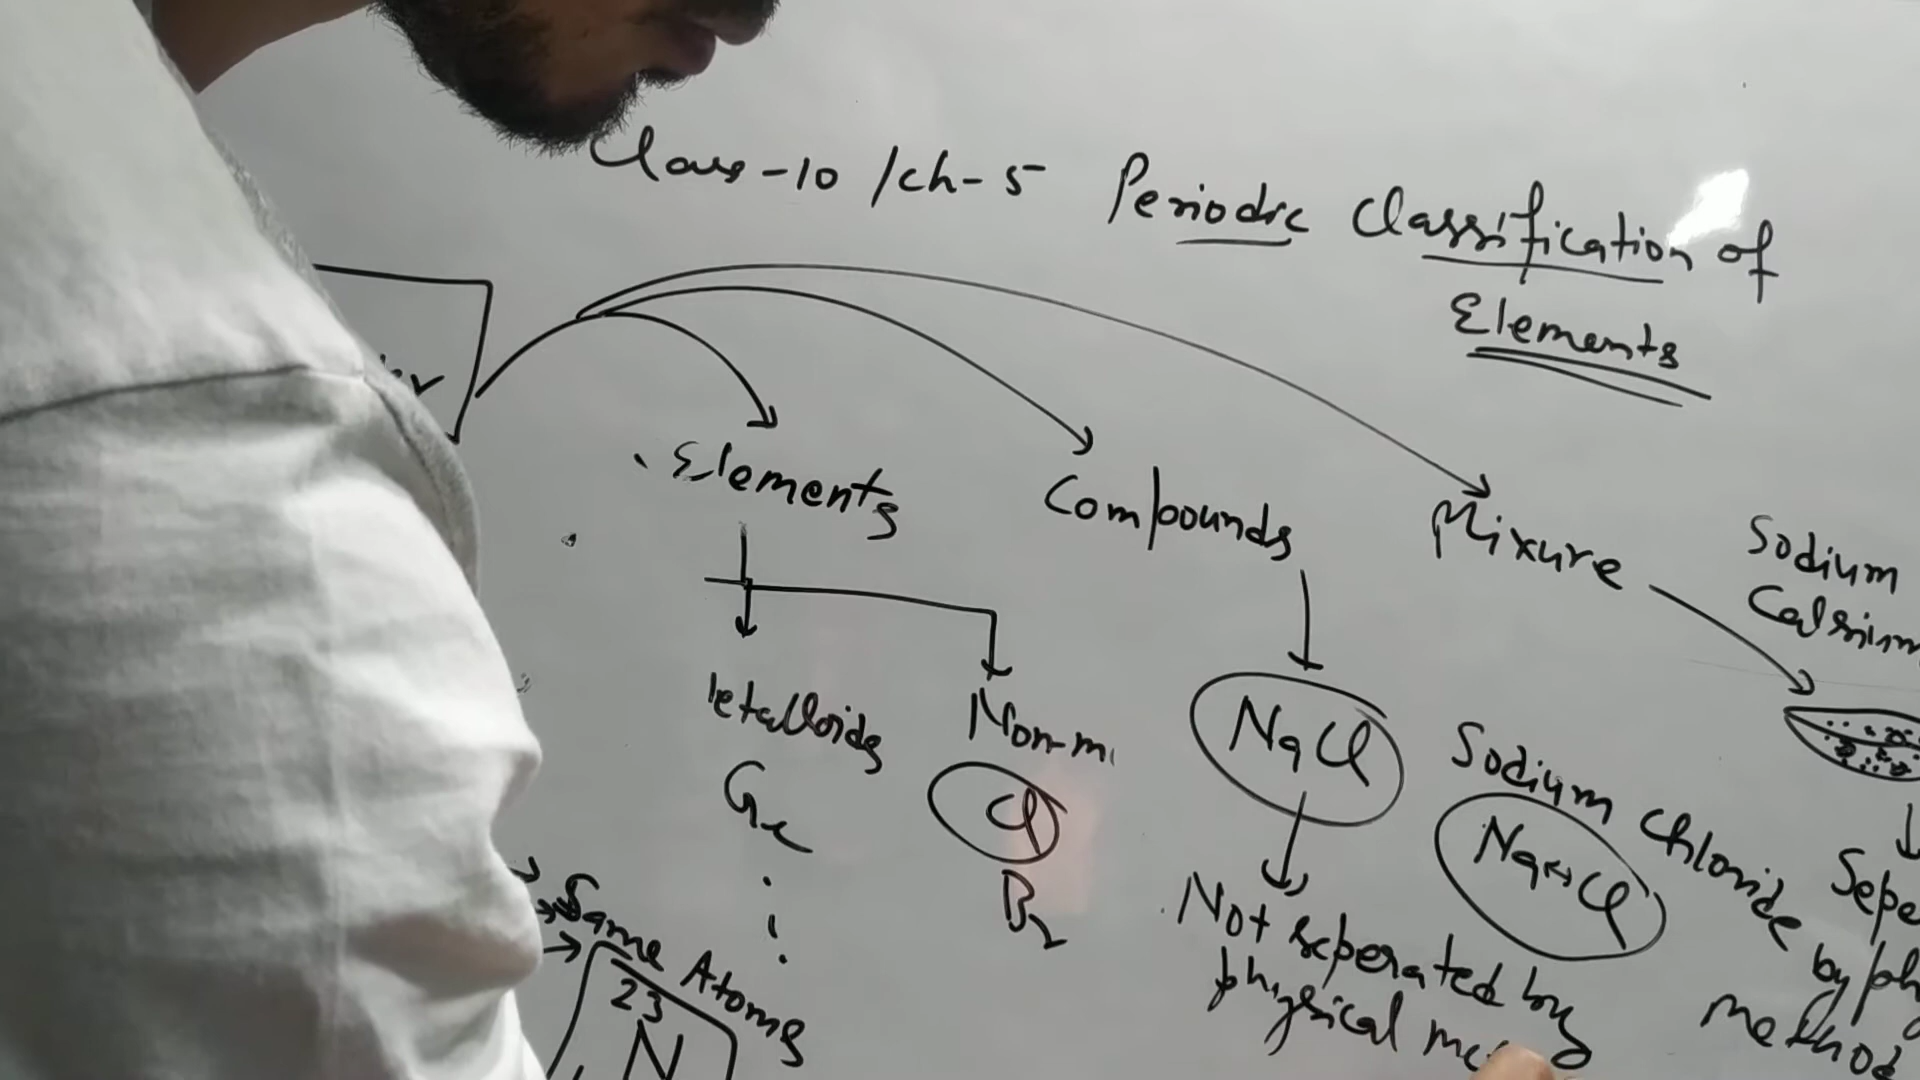 Class-10 /ch-5 Periodic Classification of
Elements
Elements
Compounds
Mixure
Sodium
Calsium
etalloids
Non-m
NaCl
Sodium Chloride
Ge
Cl
Br
Na↔Cl
Not seperated by
physical me
Sepe
by ph
method
Same Atoms
23
N